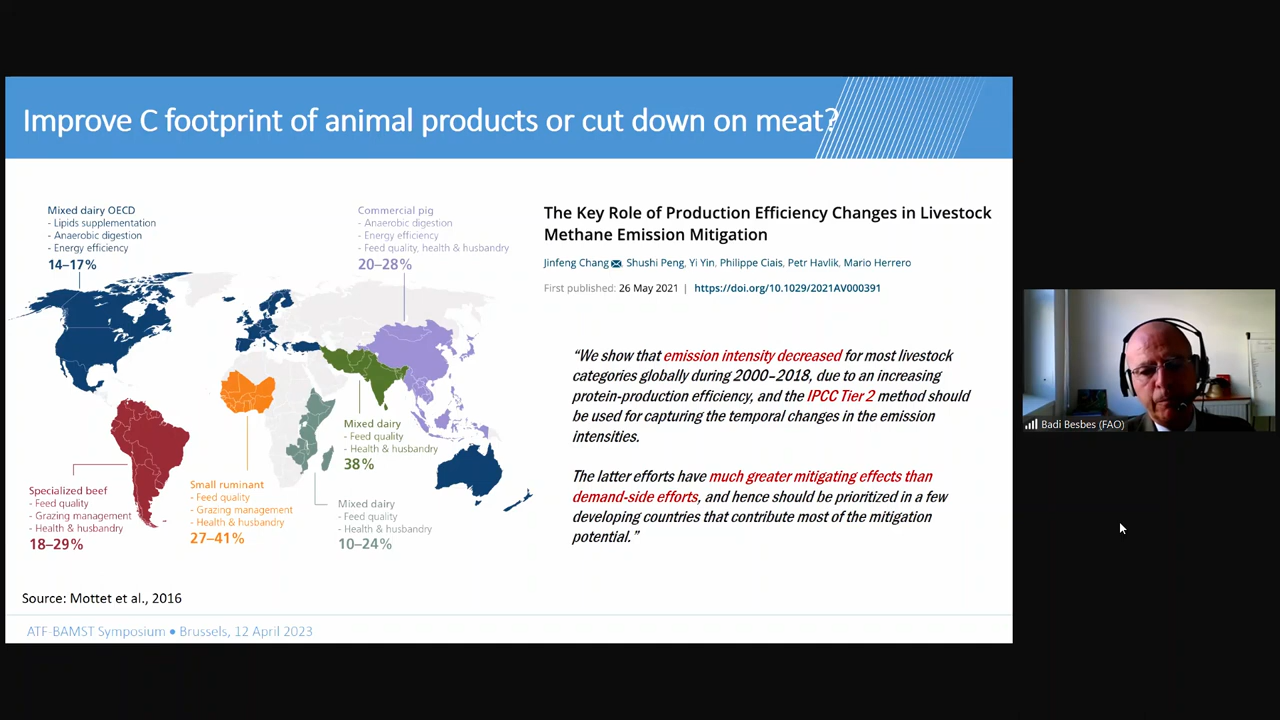 Improve C footprint of animal products or cut down on meat?
Mixed dairy OECD
- Lipids supplementation
- Anaerobic digestion
- Energy efficiency
14–17%
Commercial pig
- Anaerobic digestion
- Energy efficiency
- Feed quality, health & husbandry
20–28%
Mixed dairy
- Feed quality
- Health & husbandry
38%
Specialized beef
- Feed quality
- Grazing management
- Health & husbandry
18–29%
Small ruminant
- Feed quality
- Grazing management
- Health & husbandry
27–41%
Mixed dairy
- Feed quality
- Health & husbandry
10–24%
The Key Role of Production Efficiency Changes in Livestock
Methane Emission Mitigation
Jinfeng Chang, Shushi Peng, Yi Yin, Philippe Ciais, Petr Havlik, Mario Herrero
First published: 26 May 2021 | https://doi.org/10.1029/2021AV000391
“We show that emission intensity decreased for most livestock
categories globally during 2000–2018, due to an increasing
protein-production efficiency, and the IPCC Tier 2 method should
be used for capturing the temporal changes in the emission
intensities.
The latter efforts have much greater mitigating effects than
demand-side efforts, and hence should be prioritized in a few
developing countries that contribute most of the mitigation
potential.”
Source: Mottet et al., 2016
ATF-BAMST Symposium • Brussels, 12 April 2023
Badi Besbes (FAO)